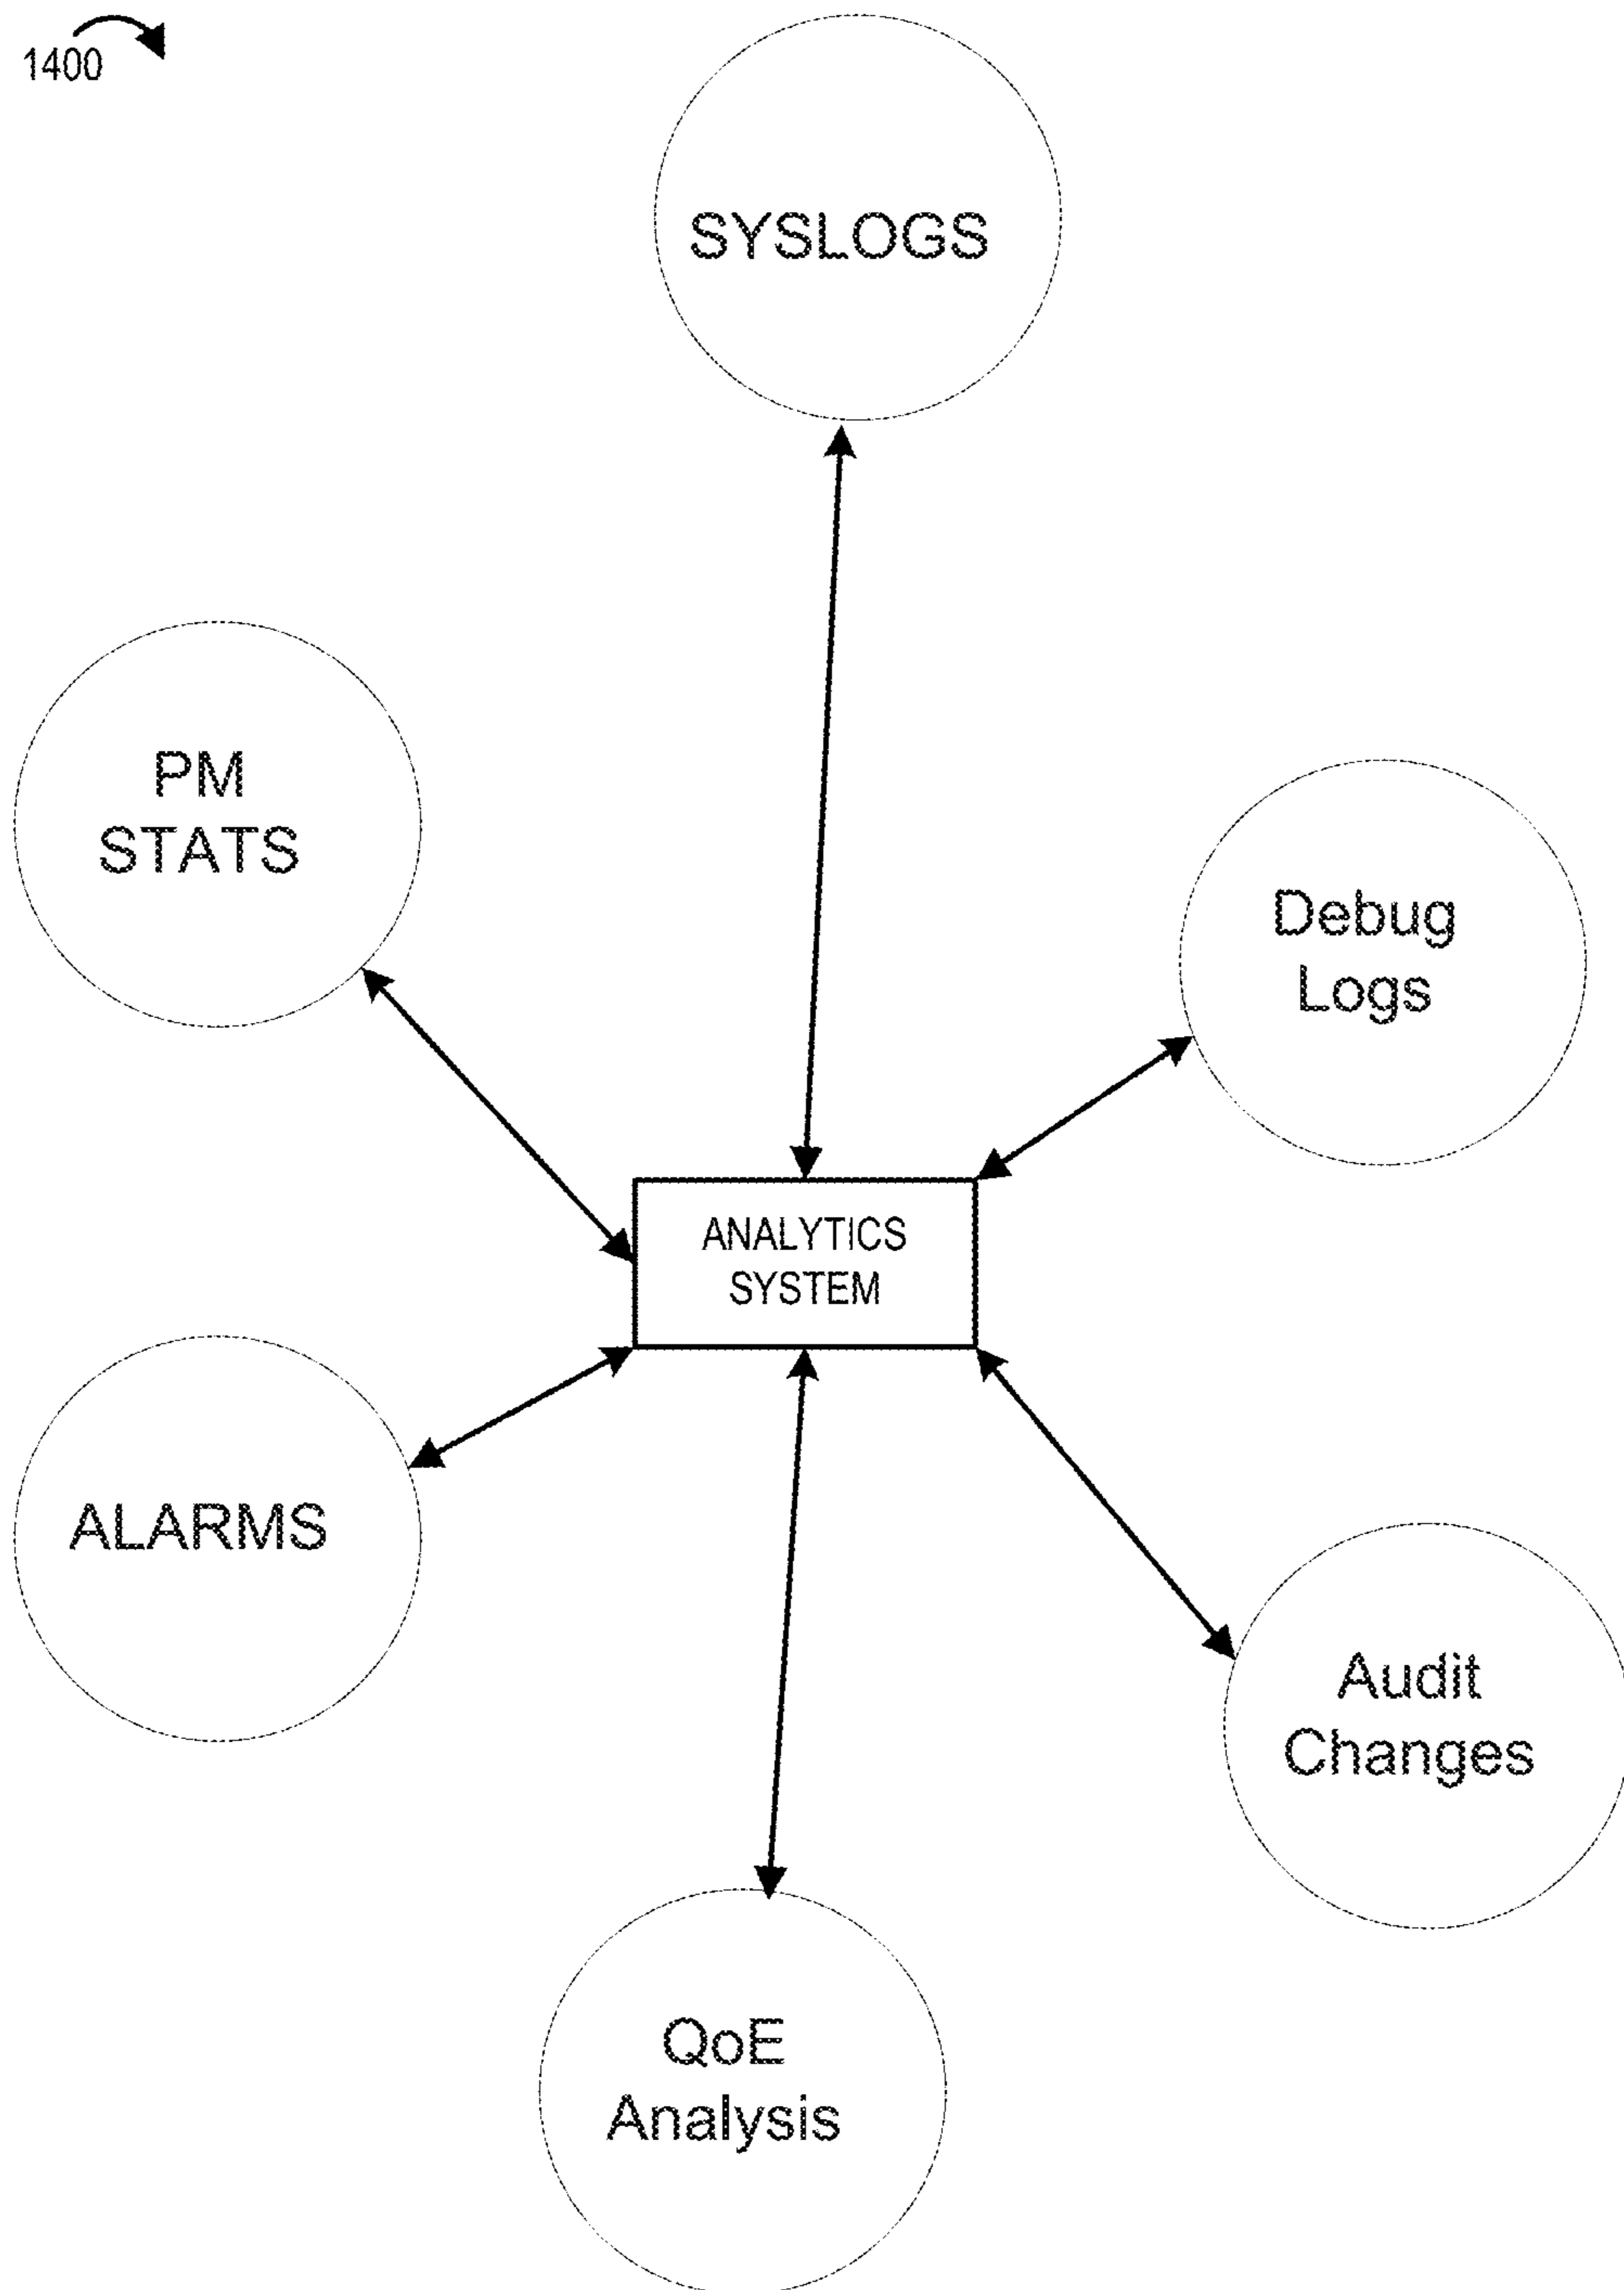 1400
SYSLOGS
PM
STATS
Debug
Logs
ANALYTICS
SYSTEM
ALARMS
Audit
Changes
QoE
Analysis